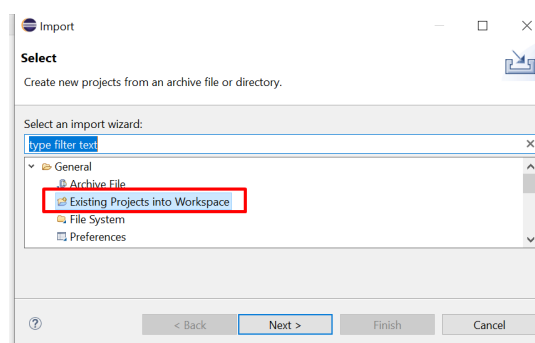 Import
Select
Create new projects from an archive file or directory.
Select an import wizard:
type filter text
General
Archive File
Existing Projects into Workspace
File System
Preferences
< Back Next > Finish Cancel